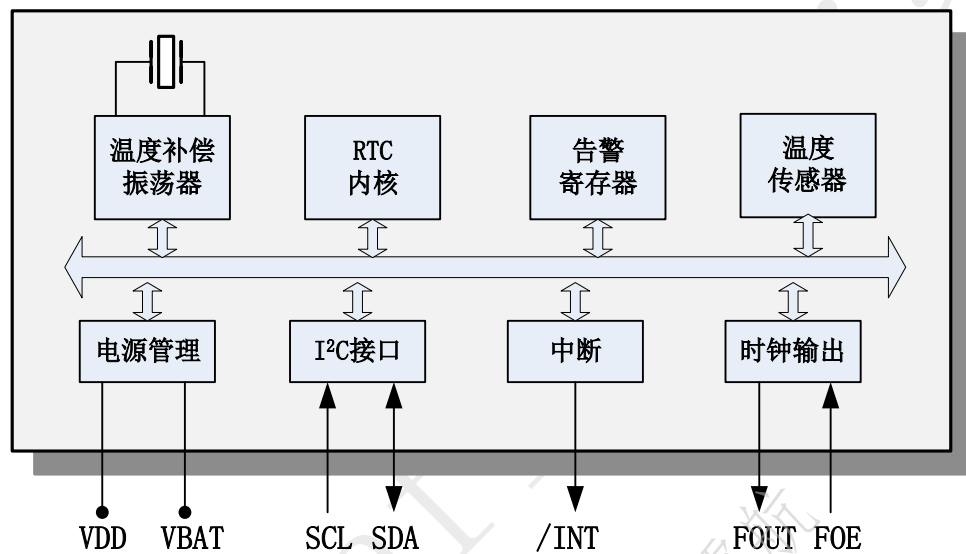 温度补偿
振荡器
RTC
内核
告警
寄存器
温度
传感器
电源管理
I²C接口
中断
时钟输出
VDD VBAT SCL SDA /INT FOUT FOE